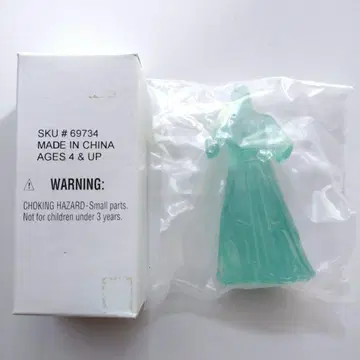 SKU # 69734
MADE IN CHINA
AGES 4 & UP
WARNING:
CHOKING HAZARD-Small parts.
Not for children under 3 years.